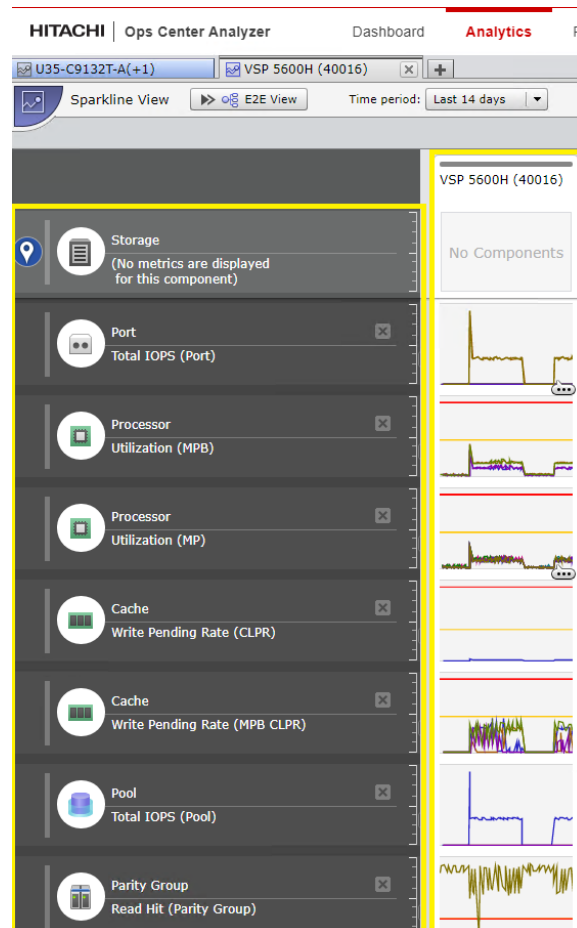 HITACHI Ops Center Analyzer Dashboard Analytics
U35-C9132T-A(+1) VSP 5600H (40016)
Sparkline View E2E View Time period: Last 14 days
VSP 5600H (40016)
Storage
(No metrics are displayed
for this component)
No Components
Port
Total IOPS (Port)
Processor
Utilization (MPB)
Processor
Utilization (MP)
Cache
Write Pending Rate (CLPR)
Cache
Write Pending Rate (MPB CLPR)
Pool
Total IOPS (Pool)
Parity Group
Read Hit (Parity Group)